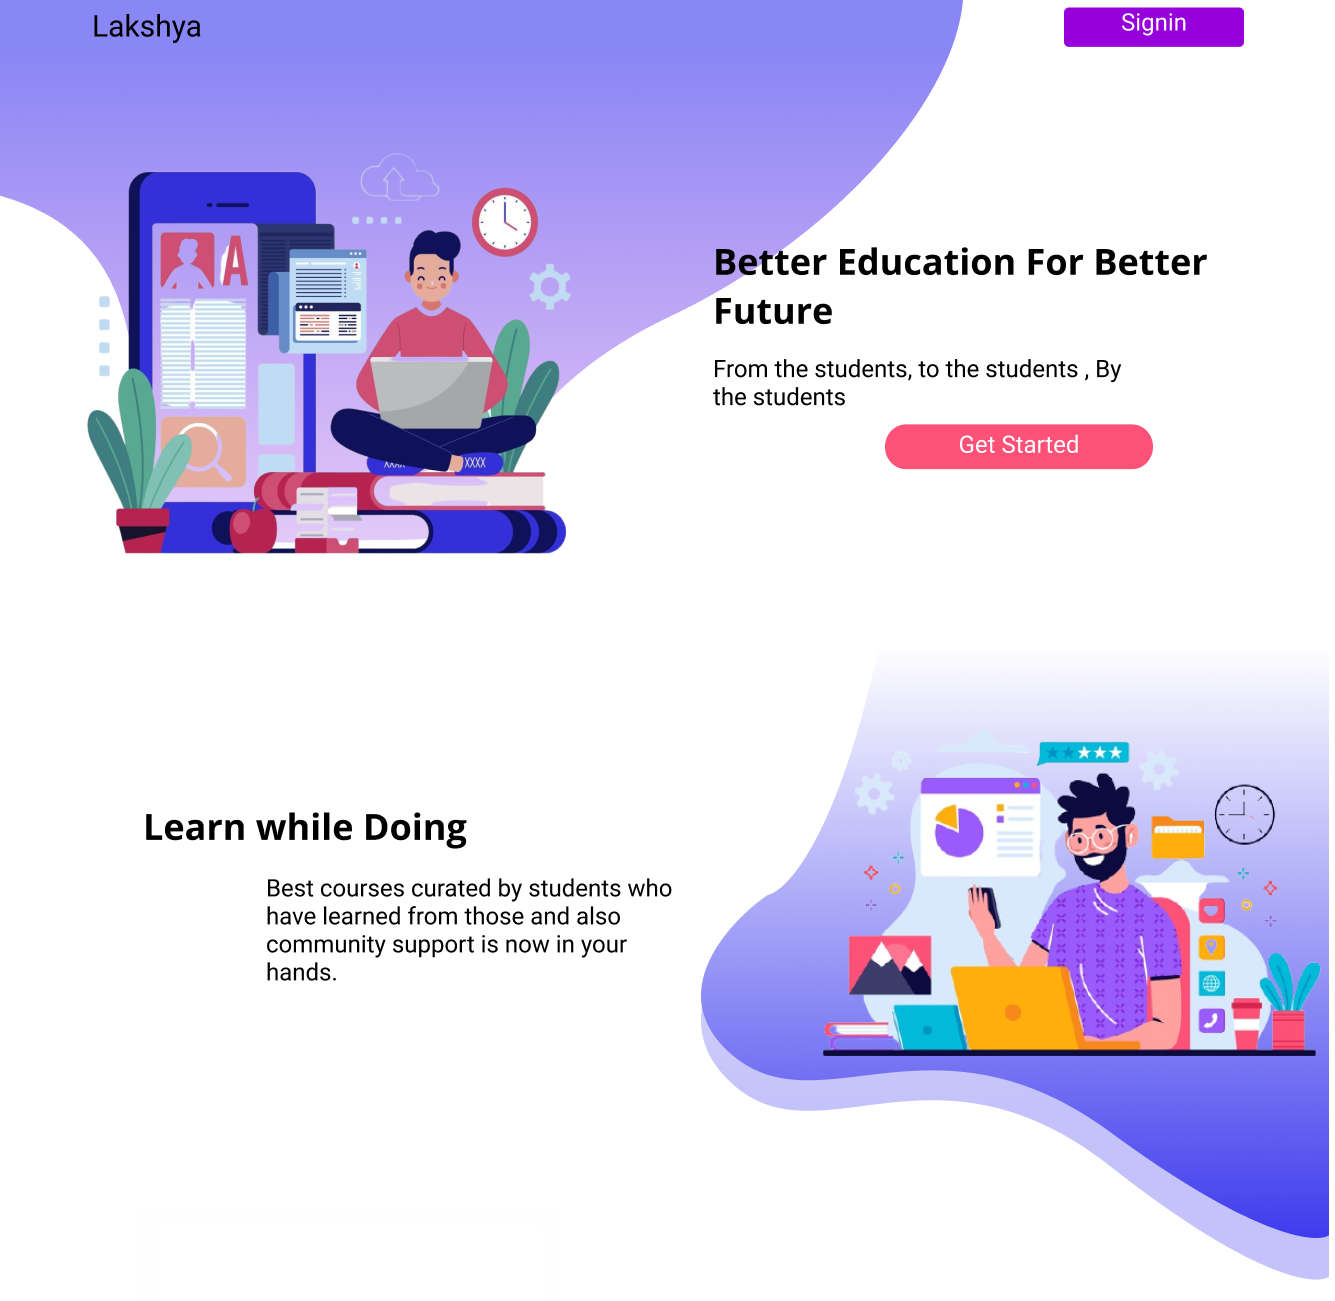 Lakshya
Signin
A
Better Education For Better
Future
From the students, to the students , By
the students
Get Started
XXXX
XXXX
Learn while Doing
Best courses curated by students who
have learned from those and also
community support is now in your
hands.